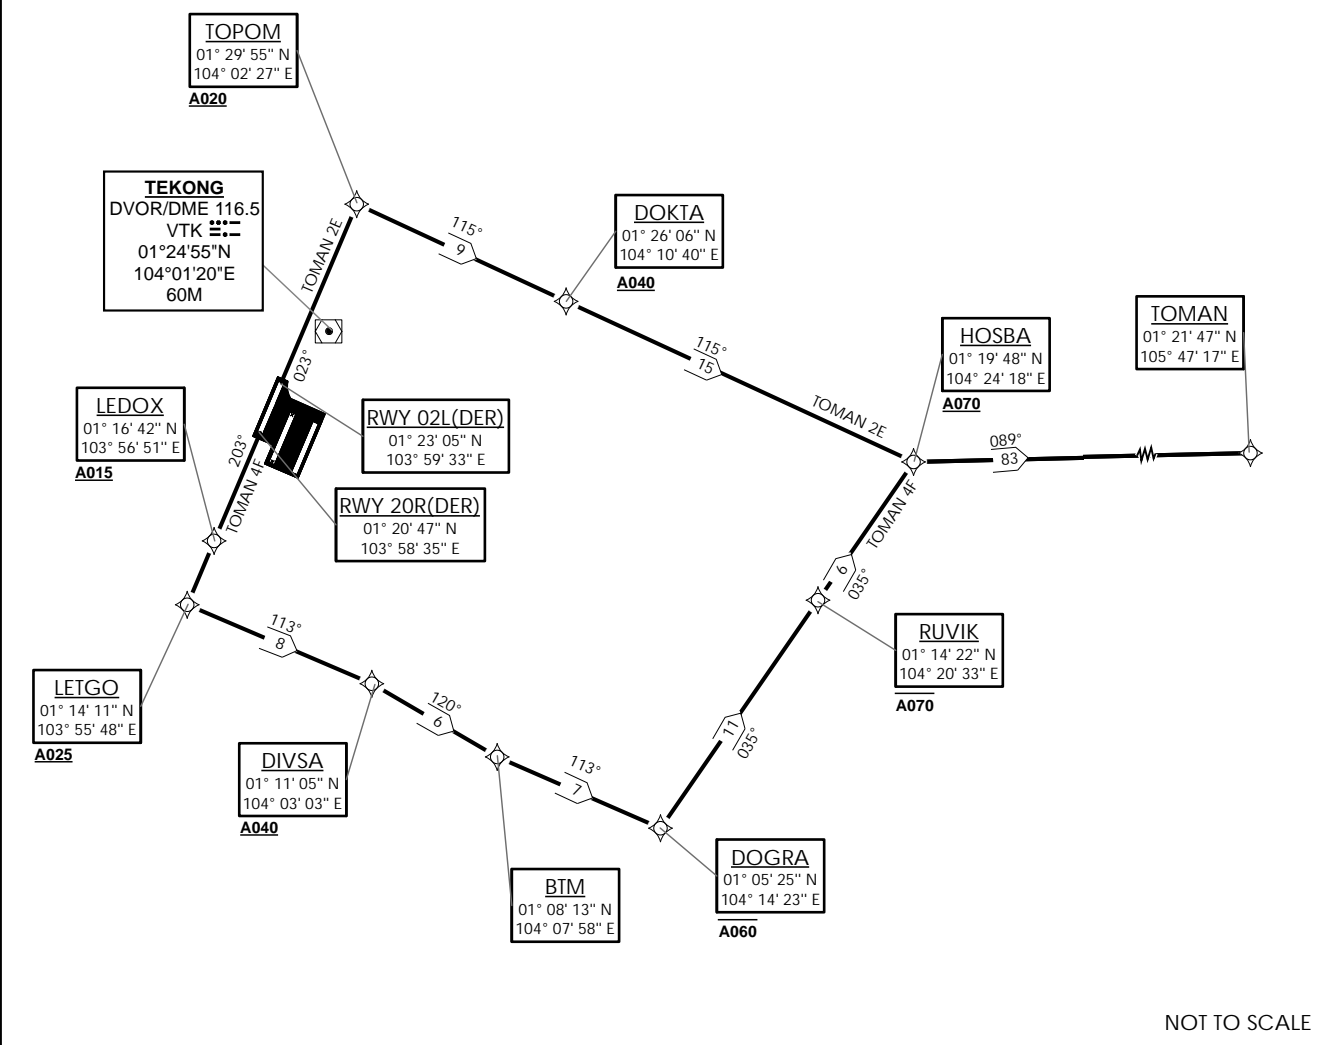 TOPOM
01° 29' 55" N
104° 02' 27" E
A020
TEKONG
DVOR/DME 116.5
VTK
01°24'55"N
104°01'20"E
60M
TOMAN 2E
023°
115°
9
DOKTA
01° 26' 06" N
104° 10' 40" E
A040
115°
15
TOMAN 2E
HOSBA
01° 19' 48" N
104° 24' 18" E
A070
TOMAN
01° 21' 47" N
105° 47' 17" E
089°
83
LEDOX
01° 16' 42" N
103° 56' 51" E
A015
RWY 02L(DER)
01° 23' 05" N
103° 59' 33" E
RWY 20R(DER)
01° 20' 47" N
103° 58' 35" E
203°
TOMAN 4F
TOMAN 4F
6
035°
RUVIK
01° 14' 22" N
104° 20' 33" E
A070
LETGO
01° 14' 11" N
103° 55' 48" E
A025
113°
8
DIVSA
01° 11' 05" N
104° 03' 03" E
A040
120°
6
113°
7
11
035°
BTM
01° 08' 13" N
104° 07' 58" E
DOGRA
01° 05' 25" N
104° 14' 23" E
A060
NOT TO SCALE